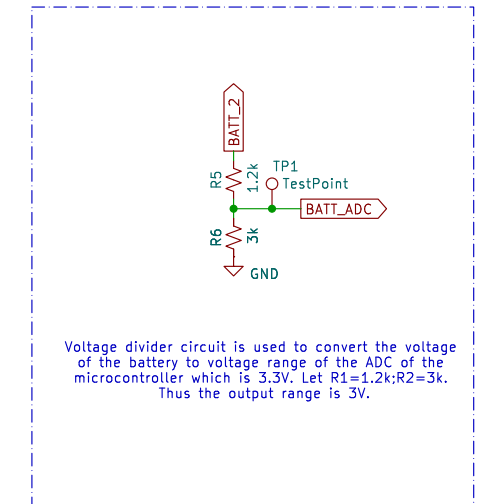 BATT_2
R5
1.2k
TP1
TestPoint
BATT_ADC
R6
3k
GND
Voltage divider circuit is used to convert the voltage
of the battery to voltage range of the ADC of the
microcontroller which is 3.3V. Let R1=1.2k;R2=3k.
Thus the output range is 3V.